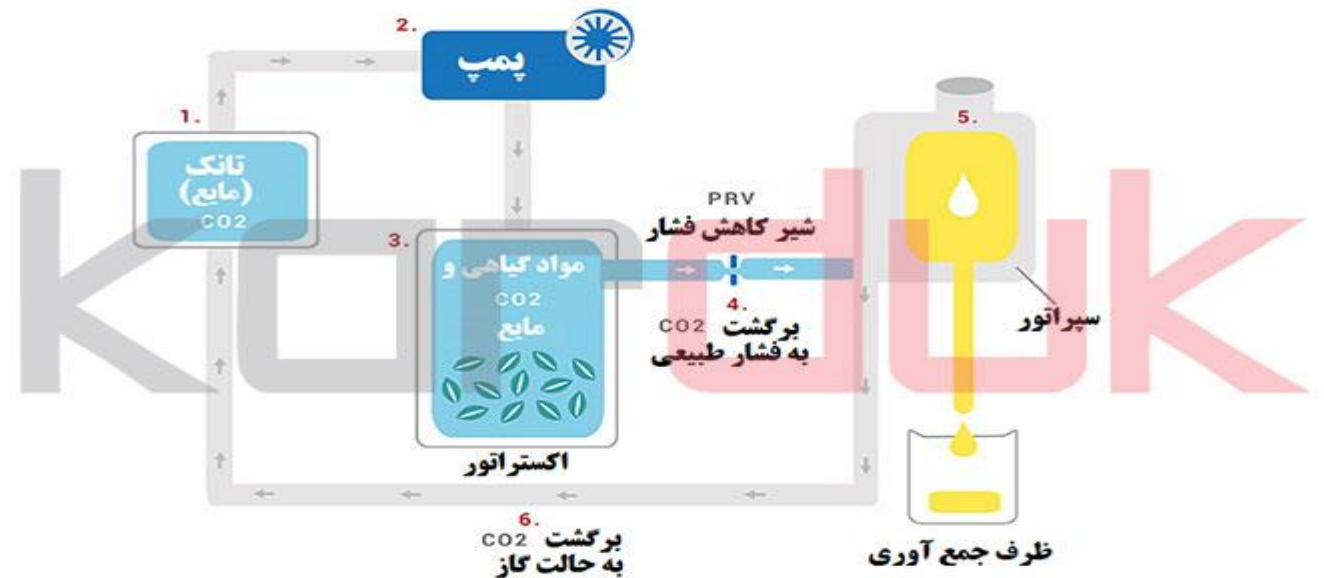 2.
پمپ
1.
تانک
(مایع)
CO2
3.
مواد گیاهی و
CO2
مایع
اکستراتور
PRV
شیر کاهش فشار
4.
برگشت CO2
به فشار طبیعی
5.
سپراتور
ظرف جمع آوری
6.
برگشت CO2
به حالت گاز
karoduk